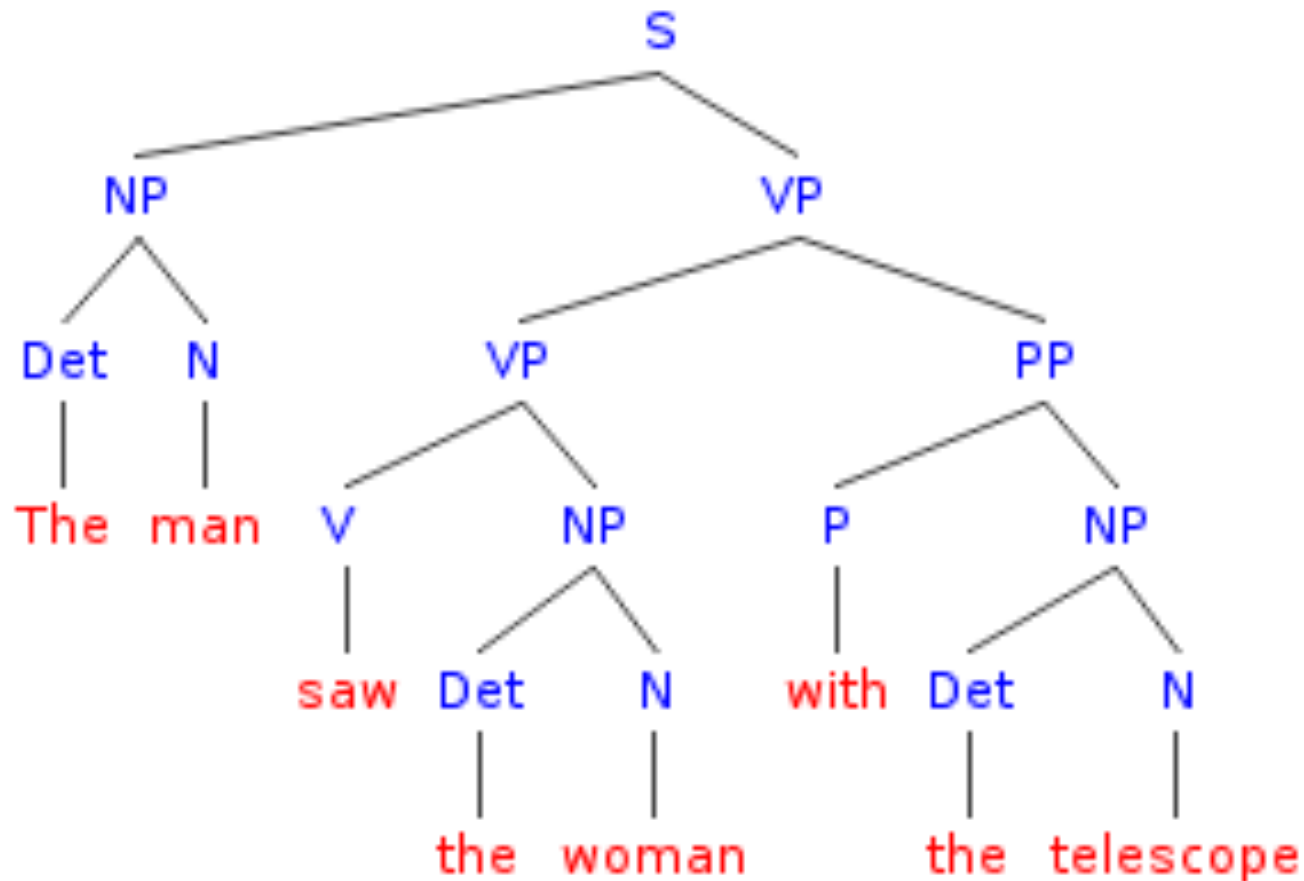 S
NP VP
Det N VP PP
The man V NP P NP
saw Det N with Det N
the woman the telescope